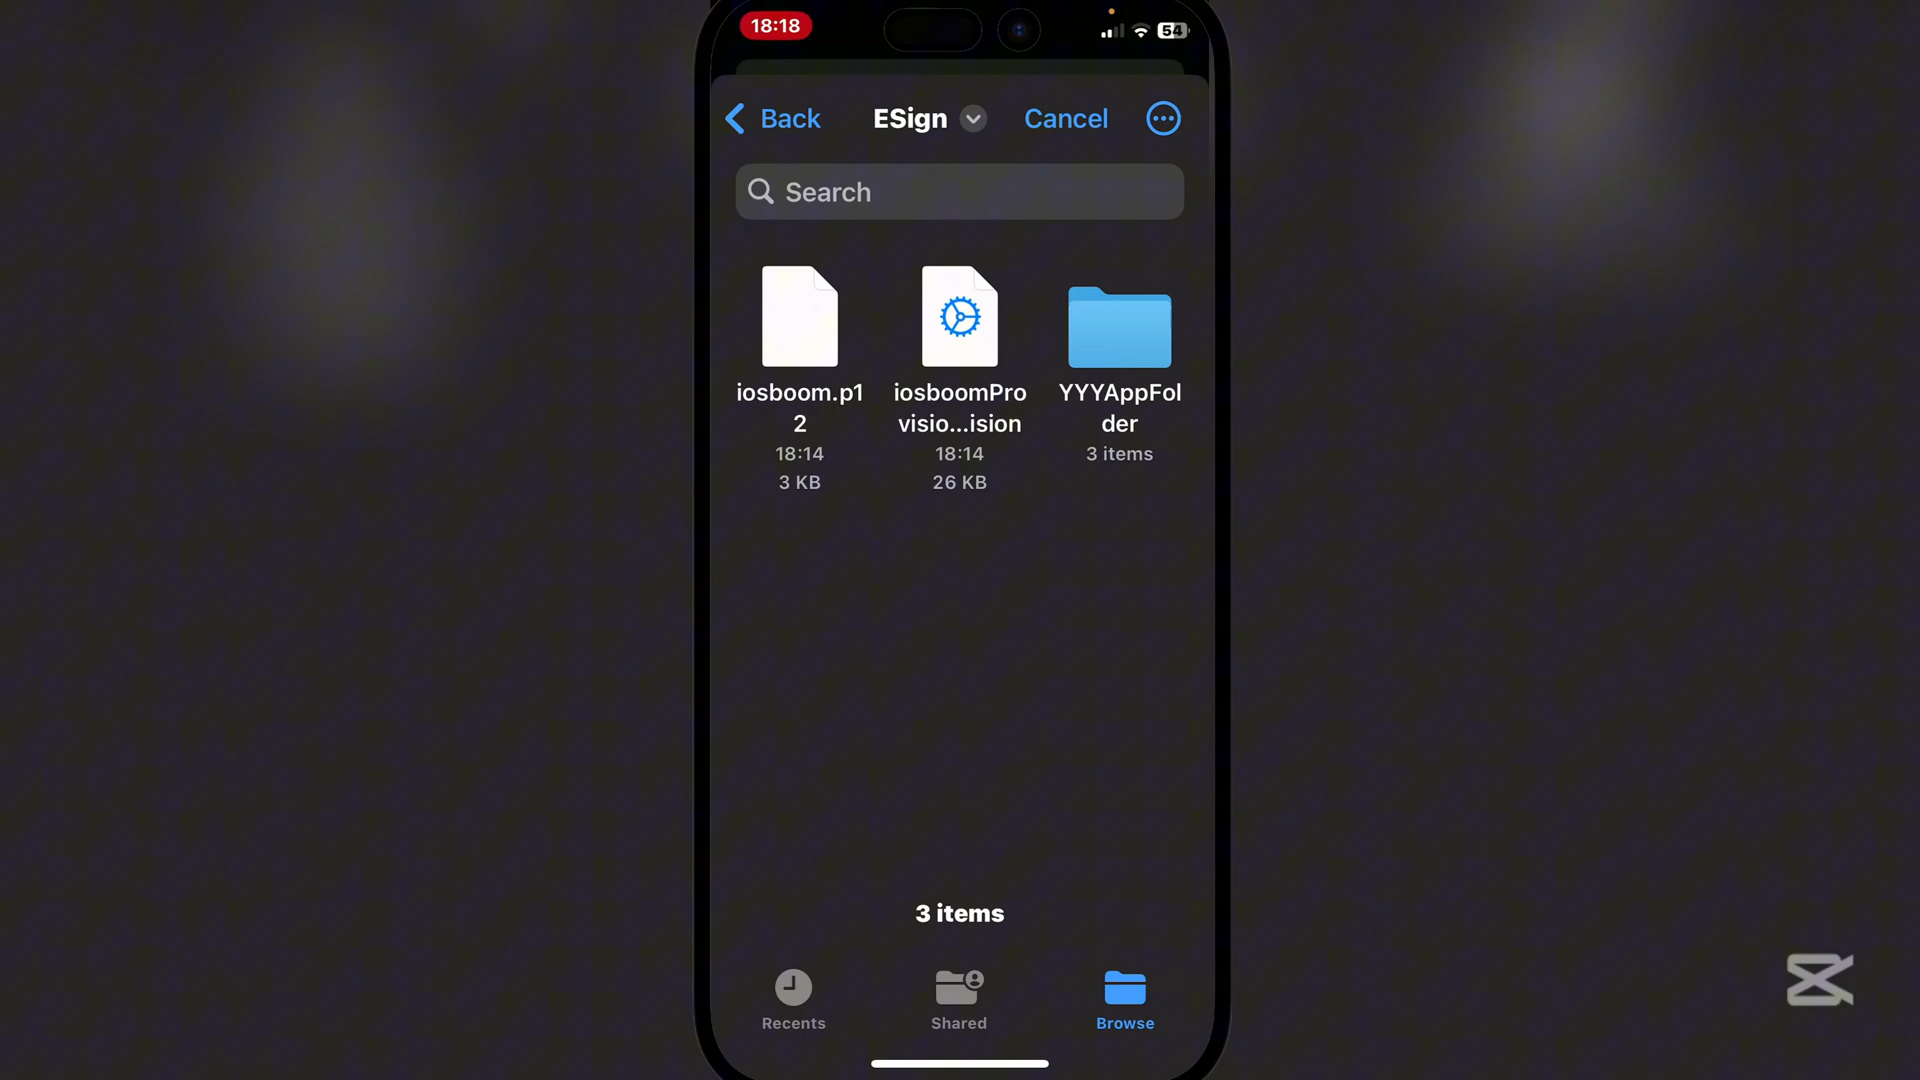 18:18
54
Back
ESign
Cancel
Search
iosboom.p1
2
18:14
3 KB
iosboomPro
visio...ision
18:14
26 KB
YYYAppFol
der
3 items
3 items
Recents
Shared
Browse